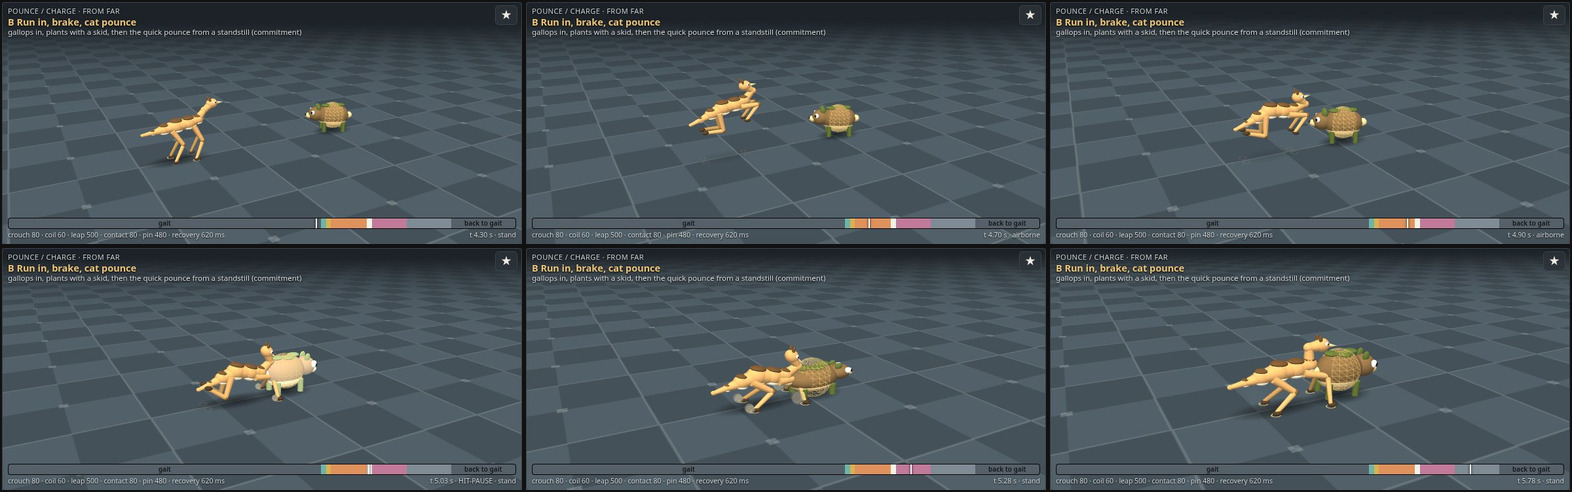 POUNCE / CHARGE · FROM FAR
B Run in, brake, cat pounce
gallops in, plants with a skid, then the quick pounce from a standstill (commitment)
★
gait
back to gait
crouch 80 · coil 60 · leap 500 · contact 80 · pin 480 · recovery 620 ms
t 4.30 s · stand
POUNCE / CHARGE · FROM FAR
B Run in, brake, cat pounce
gallops in, plants with a skid, then the quick pounce from a standstill (commitment)
★
gait
back to gait
crouch 80 · coil 60 · leap 500 · contact 80 · pin 480 · recovery 620 ms
t 4.70 s · airborne
POUNCE / CHARGE · FROM FAR
B Run in, brake, cat pounce
gallops in, plants with a skid, then the quick pounce from a standstill (commitment)
★
gait
back to gait
crouch 80 · coil 60 · leap 500 · contact 80 · pin 480 · recovery 620 ms
t 4.90 s · airborne
POUNCE / CHARGE · FROM FAR
B Run in, brake, cat pounce
gallops in, plants with a skid, then the quick pounce from a standstill (commitment)
★
gait
back to gait
crouch 80 · coil 60 · leap 500 · contact 80 · pin 480 · recovery 620 ms
t 5.03 s · HIT-PAUSE · stand
POUNCE / CHARGE · FROM FAR
B Run in, brake, cat pounce
gallops in, plants with a skid, then the quick pounce from a standstill (commitment)
★
gait
back to gait
crouch 80 · coil 60 · leap 500 · contact 80 · pin 480 · recovery 620 ms
t 5.28 s · stand
POUNCE / CHARGE · FROM FAR
B Run in, brake, cat pounce
gallops in, plants with a skid, then the quick pounce from a standstill (commitment)
★
gait
back to gait
crouch 80 · coil 60 · leap 500 · contact 80 · pin 480 · recovery 620 ms
t 5.78 s · stand